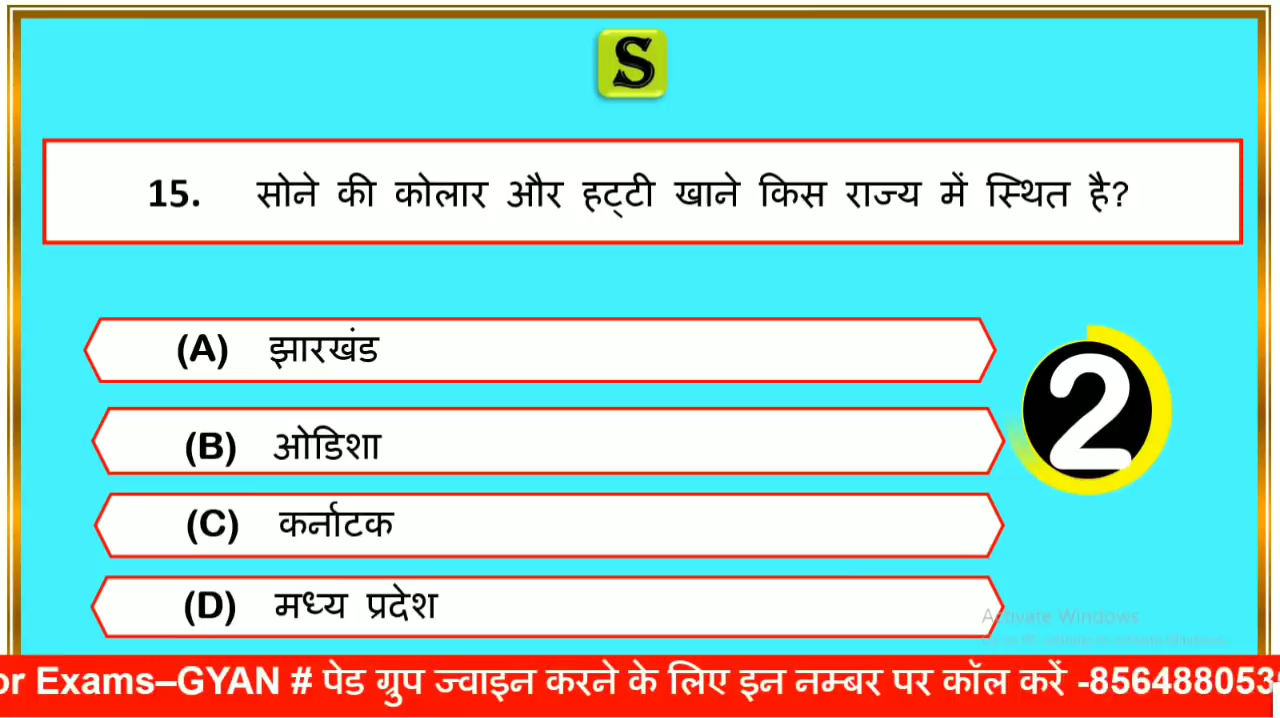 S
15. सोने की कोलार और हट्टी खाने किस राज्य में स्थित है?
(A) झारखंड
(B) ओडिशा
2
(C) कर्नाटक
(D) मध्य प्रदेश
Activate Windows
or Exams–GYAN # पेड ग्रुप ज्वाइन करने के लिए इन नम्बर पर कॉल करें -856488053